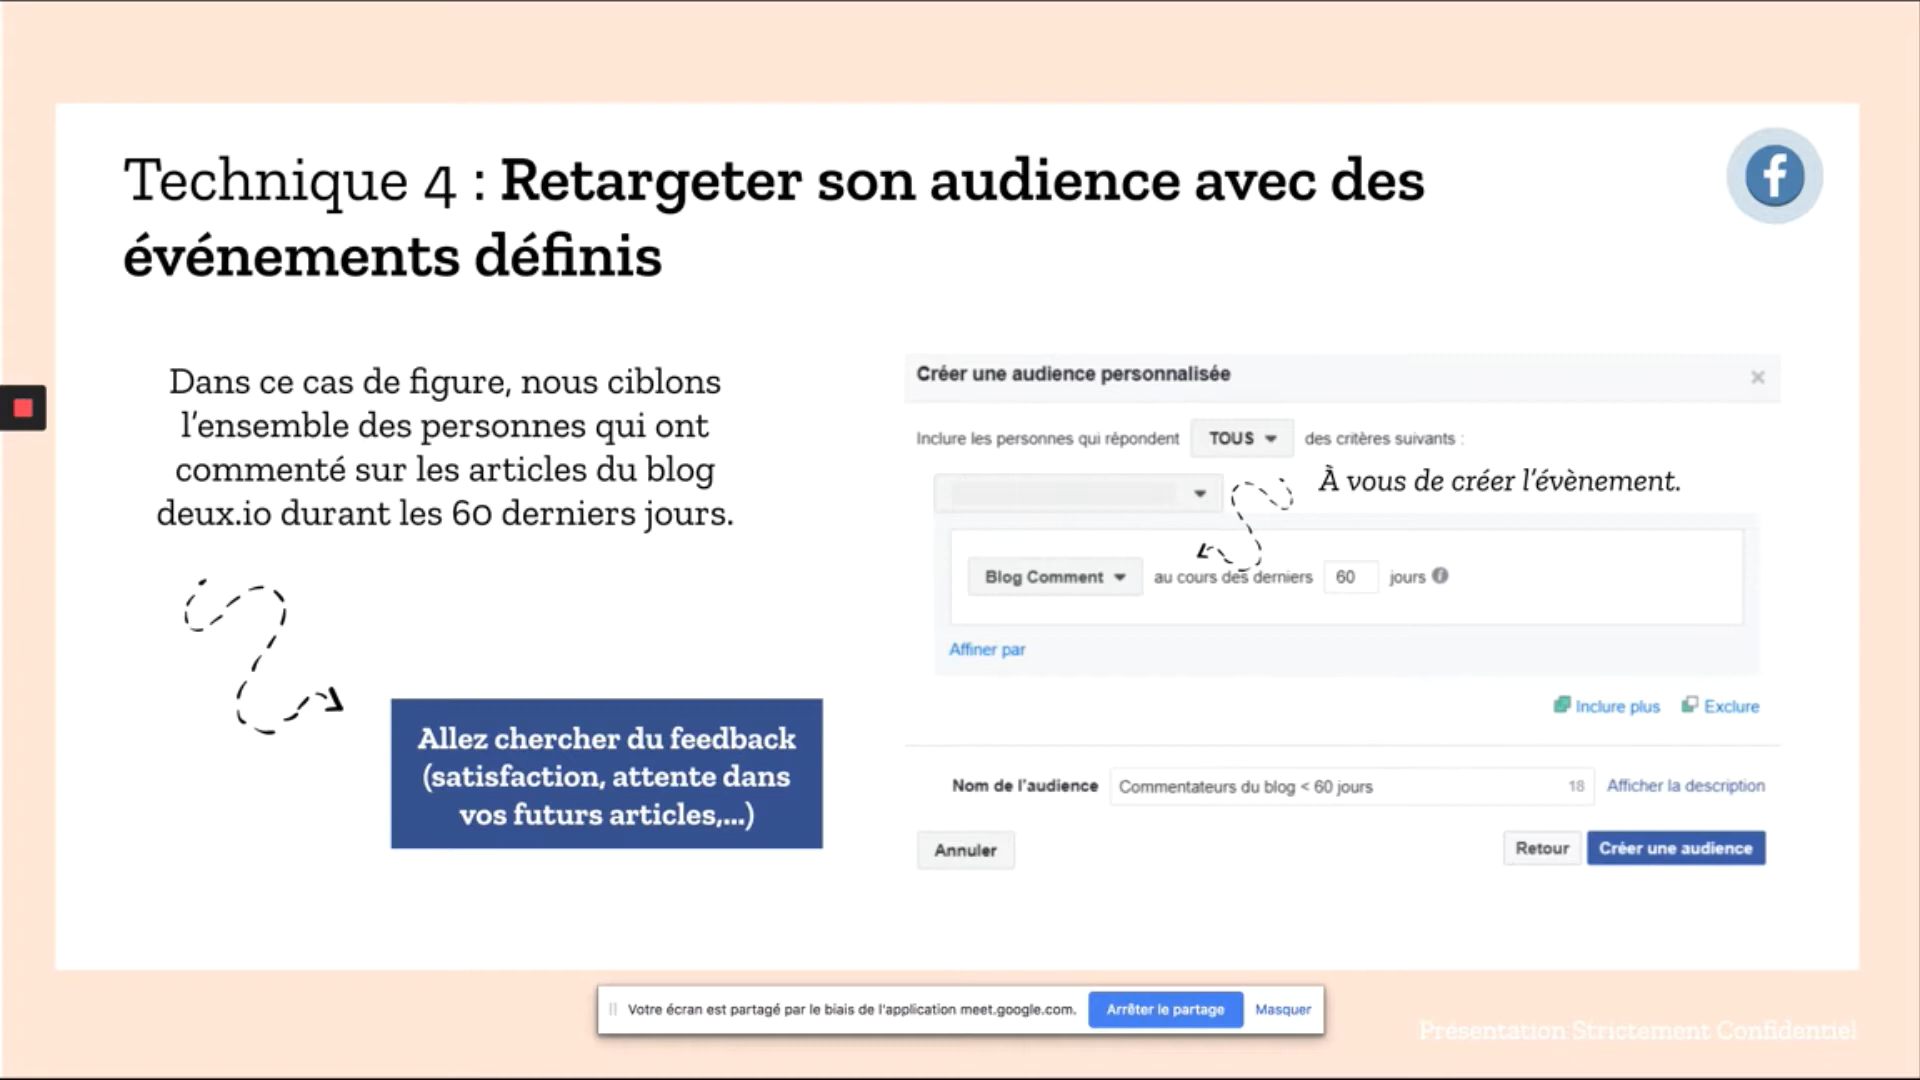 Technique 4 : Retargeter son audience avec des
événements définis
Dans ce cas de figure, nous ciblons
l'ensemble des personnes qui ont
commenté sur les articles du blog
deux.io durant les 60 derniers jours.
Allez chercher du feedback
(satisfaction, attente dans
vos futurs articles,...)
Créer une audience personnalisée
Inclure les personnes qui répondent TOUS des critères suivants :
À vous de créer l'évènement.
Blog Comment au cours des derniers 60 jours
Affiner par
Inclure plus Exclure
Nom de l'audience Commentateurs du blog < 60 jours 18 Afficher la description
Annuler Retour Créer une audience
Votre écran est partagé par le biais de l'application meet.google.com. Arrêter le partage Masquer
Présentation Strictement Confidentiel